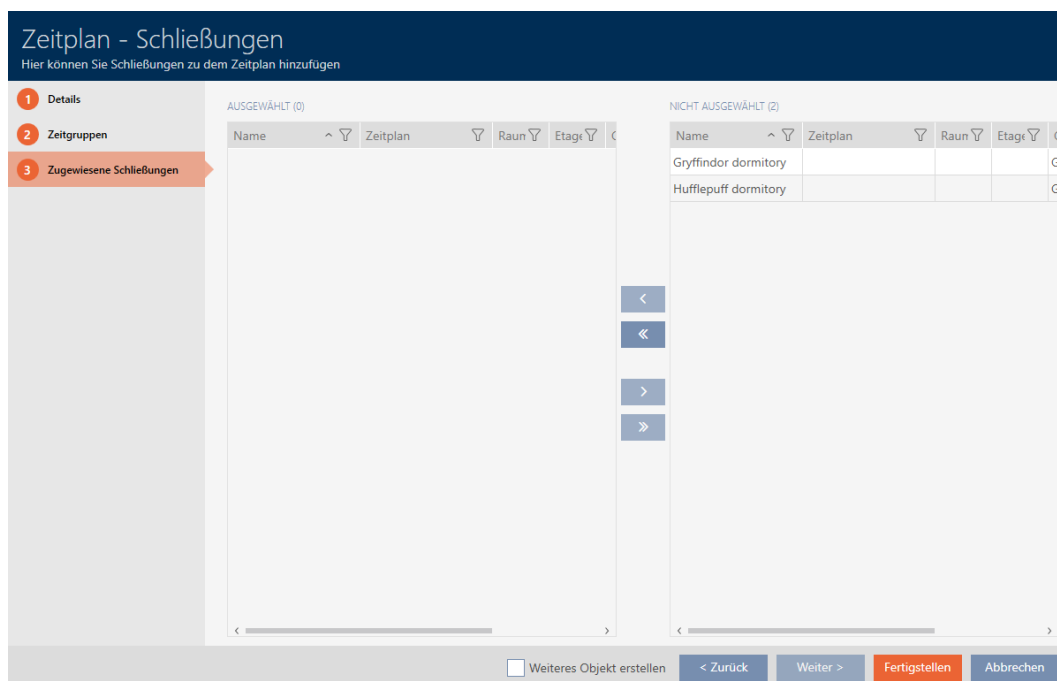 Zeitplan - Schließungen
Hier können Sie Schließungen zu dem Zeitplan hinzufügen
1 Details
2 Zeitgruppen
3 Zugewiesene Schließungen
AUSGEWÄHLT (0)
Name Zeitplan Raum Etage
NICHT AUSGEWÄHLT (2)
Name Zeitplan Raum Etage
Gryffindor dormitory
Hufflepuff dormitory
Weiteres Objekt erstellen
< Zurück
Weiter >
Fertigstellen
Abbrechen